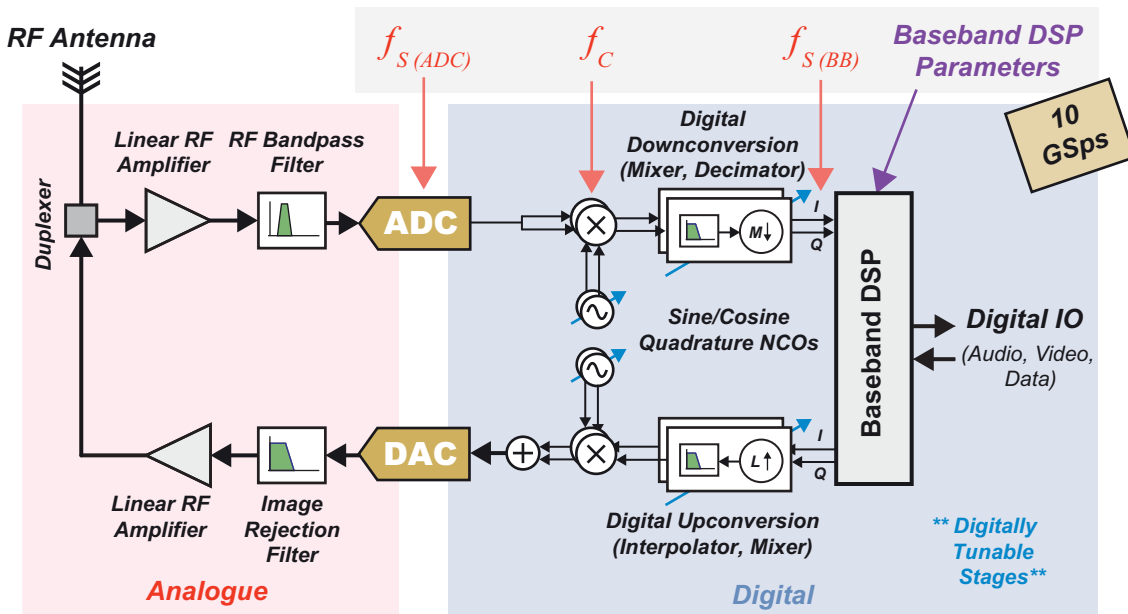 RF Antenna
f S (ADC)
f C
f S (BB)
Baseband DSP
Parameters
10
GSps
Linear RF
Amplifier
RF Bandpass
Filter
Digital
Downconversion
(Mixer, Decimator)
Duplexer
ADC
M↓
I
Q
Baseband DSP
Sine/Cosine
Quadrature NCOs
Digital IO
(Audio, Video,
Data)
DAC
L↑
I
Q
Linear RF
Amplifier
Image
Rejection
Filter
Digital Upconversion
(Interpolator, Mixer)
** Digitally
Tunable
Stages**
Analogue
Digital